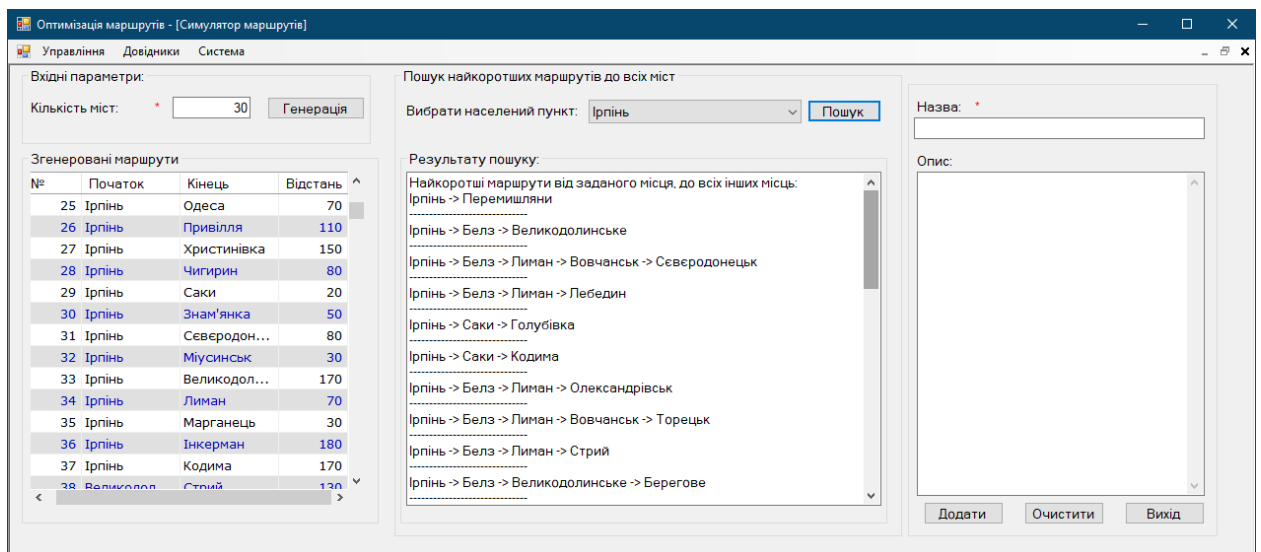 Оптимізація маршрутів - [Симулятор маршрутів]
Управління Довідники Система
Вхідні параметри:
Кількість міст: * 30 Генерація
Згенеровані маршрути
№ Початок Кінець Відстань
25 Ірпінь Одеса 70
26 Ірпінь Привілля 110
27 Ірпінь Христинівка 150
28 Ірпінь Чигирин 80
29 Ірпінь Саки 20
30 Ірпінь Знам'янка 50
31 Ірпінь Сєвєродон... 80
32 Ірпінь Міусинськ 30
33 Ірпінь Великодол... 170
34 Ірпінь Лиман 70
35 Ірпінь Марганець 30
36 Ірпінь Інкерман 180
37 Ірпінь Кодима 170
38 Великодол... Стрий 130
Пошук найкоротших маршрутів до всіх міст
Вибрати населений пункт: Ірпінь Пошук
Результату пошуку:
Найкоротші маршрути від заданого місця, до всіх інших місць:
Ірпінь -> Перемишляни
------------------------------
Ірпінь -> Белз -> Великодолинське
------------------------------
Ірпінь -> Белз -> Лиман -> Вовчанськ -> Сєвєродонецьк
------------------------------
Ірпінь -> Белз -> Лиман -> Лебедин
------------------------------
Ірпінь -> Саки -> Голубівка
------------------------------
Ірпінь -> Саки -> Кодима
------------------------------
Ірпінь -> Белз -> Лиман -> Олександрівськ
------------------------------
Ірпінь -> Белз -> Лиман -> Вовчанськ -> Торецьк
------------------------------
Ірпінь -> Белз -> Лиман -> Стрий
------------------------------
Ірпінь -> Белз -> Великодолинське -> Берегове
------------------------------
Назва: *
Опис:
Додати Очистити Вихід